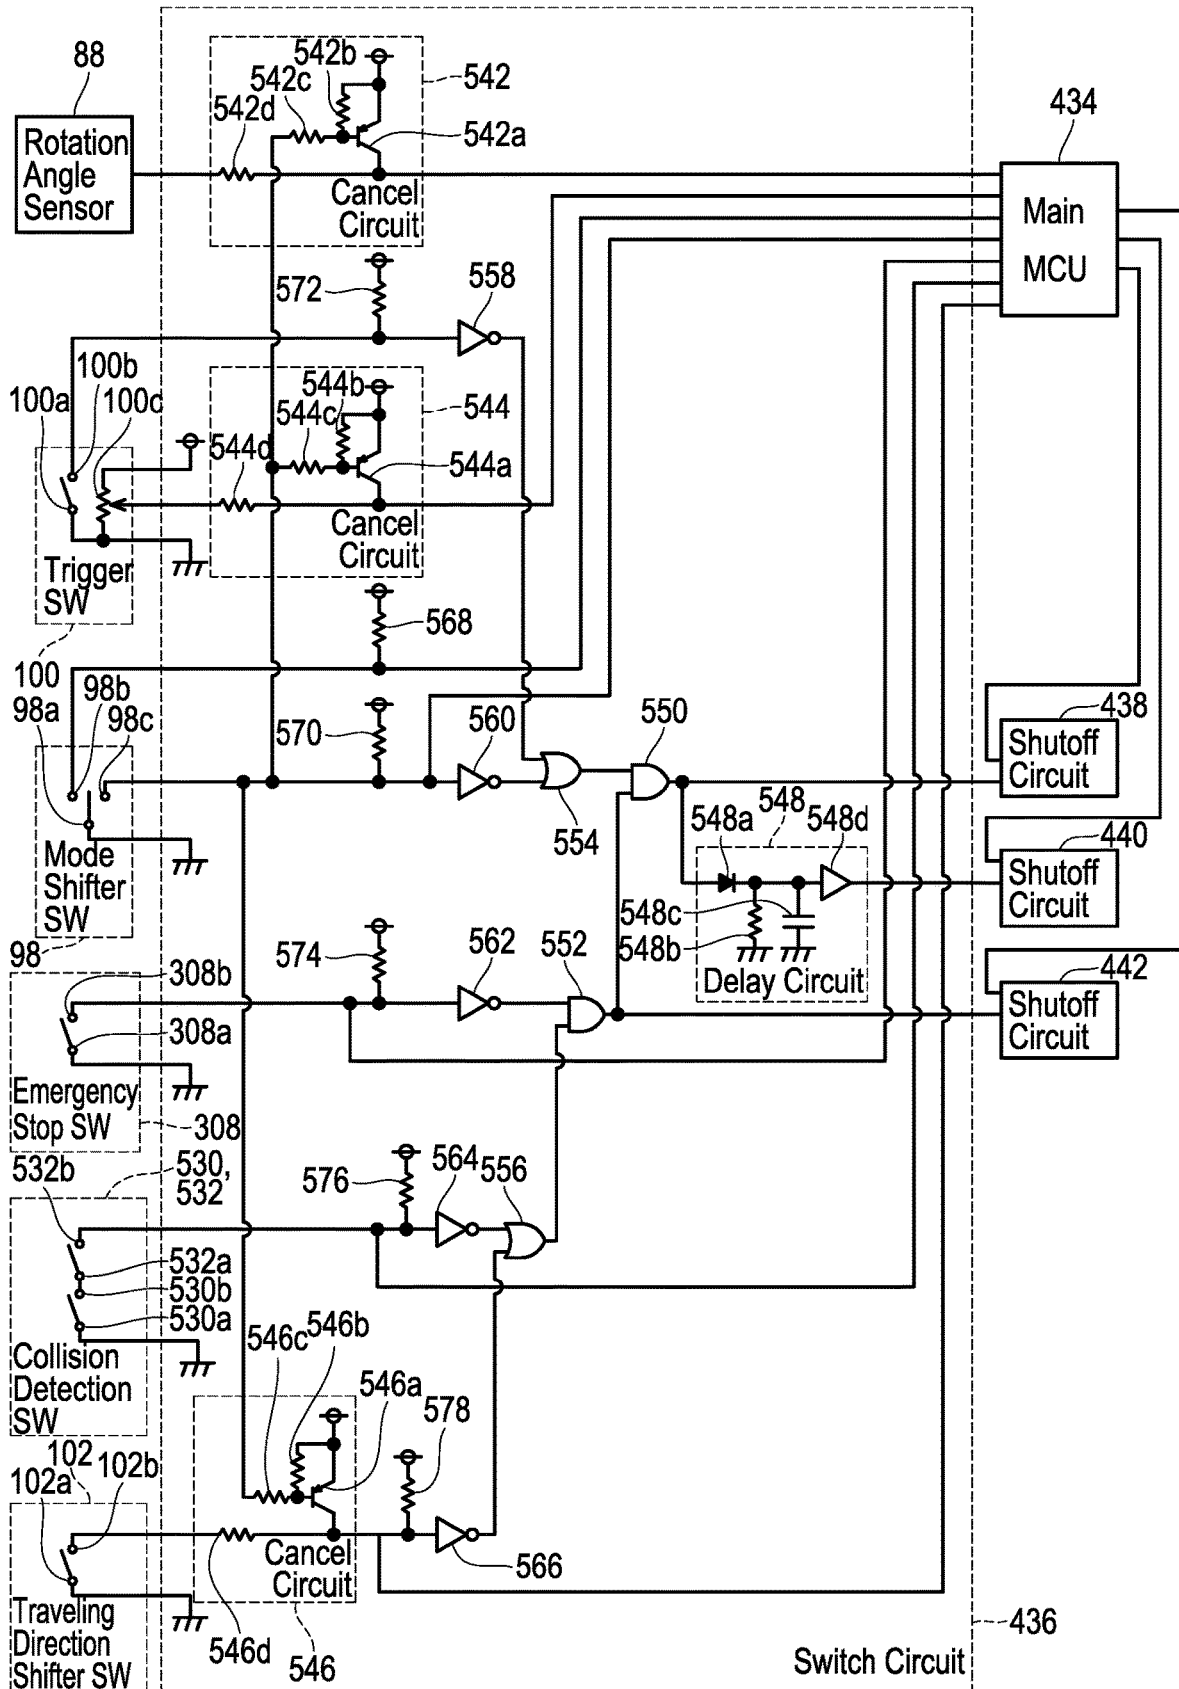 88
Rotation
Angle
Sensor
542b
542c
542d
542
542a
Cancel
Circuit
434
Main
MCU
572
558
100b
100a
100c
544b
544c
544d
544
544a
Cancel
Circuit
Trigger
SW
100
568
98b
98a
98c
570
560
550
438
Shutoff
Circuit
554
548a
548
548d
440
Shutoff
Circuit
Mode
Shifter
SW
98
548c
548b
Delay Circuit
574
562
552
442
Shutoff
Circuit
308b
308a
Emergency
Stop SW
308
532b
530,
532
576
564
556
532a
530b
530a
Collision
Detection
SW
546c
546b
546a
578
102
102a
102b
Cancel
Circuit
566
Traveling
Direction
Shifter SW
546d
546
436
Switch Circuit